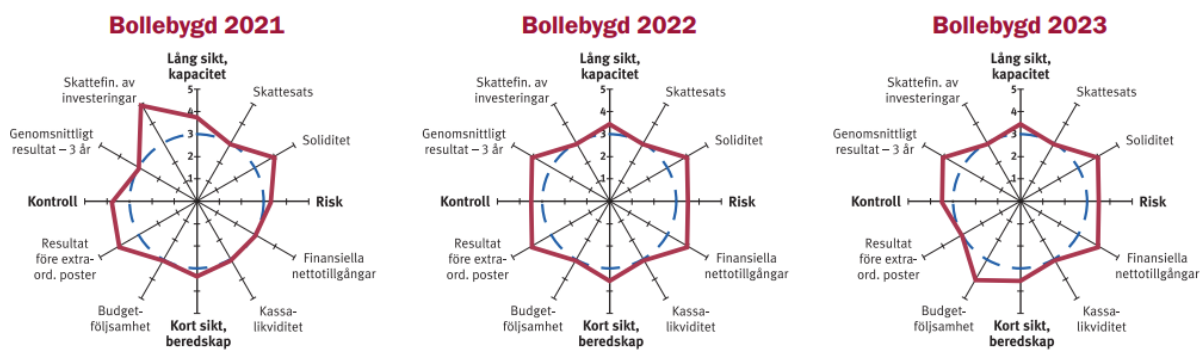 Bollebygd 2021
Lång sikt,
kapacitet
Skattefin. av
investeringar
Skattesats
Genomsnittligt
resultat – 3 år
Soliditet
5
4
3
2
1
Kontroll
Risk
Resultat
före extra-
ord. poster
Finansiella
nettotillgångar
Budget-
följsamhet
Kassa-
likviditet
Kort sikt,
beredskap
Bollebygd 2022
Lång sikt,
kapacitet
Skattefin. av
investeringar
Skattesats
Genomsnittligt
resultat – 3 år
Soliditet
5
4
3
2
1
Kontroll
Risk
Resultat
före extra-
ord. poster
Finansiella
nettotillgångar
Budget-
följsamhet
Kassa-
likviditet
Kort sikt,
beredskap
Bollebygd 2023
Lång sikt,
kapacitet
Skattefin. av
investeringar
Skattesats
Genomsnittligt
resultat – 3 år
Soliditet
5
4
3
2
1
Kontroll
Risk
Resultat
före extra-
ord. poster
Finansiella
nettotillgångar
Budget-
följsamhet
Kassa-
likviditet
Kort sikt,
beredskap